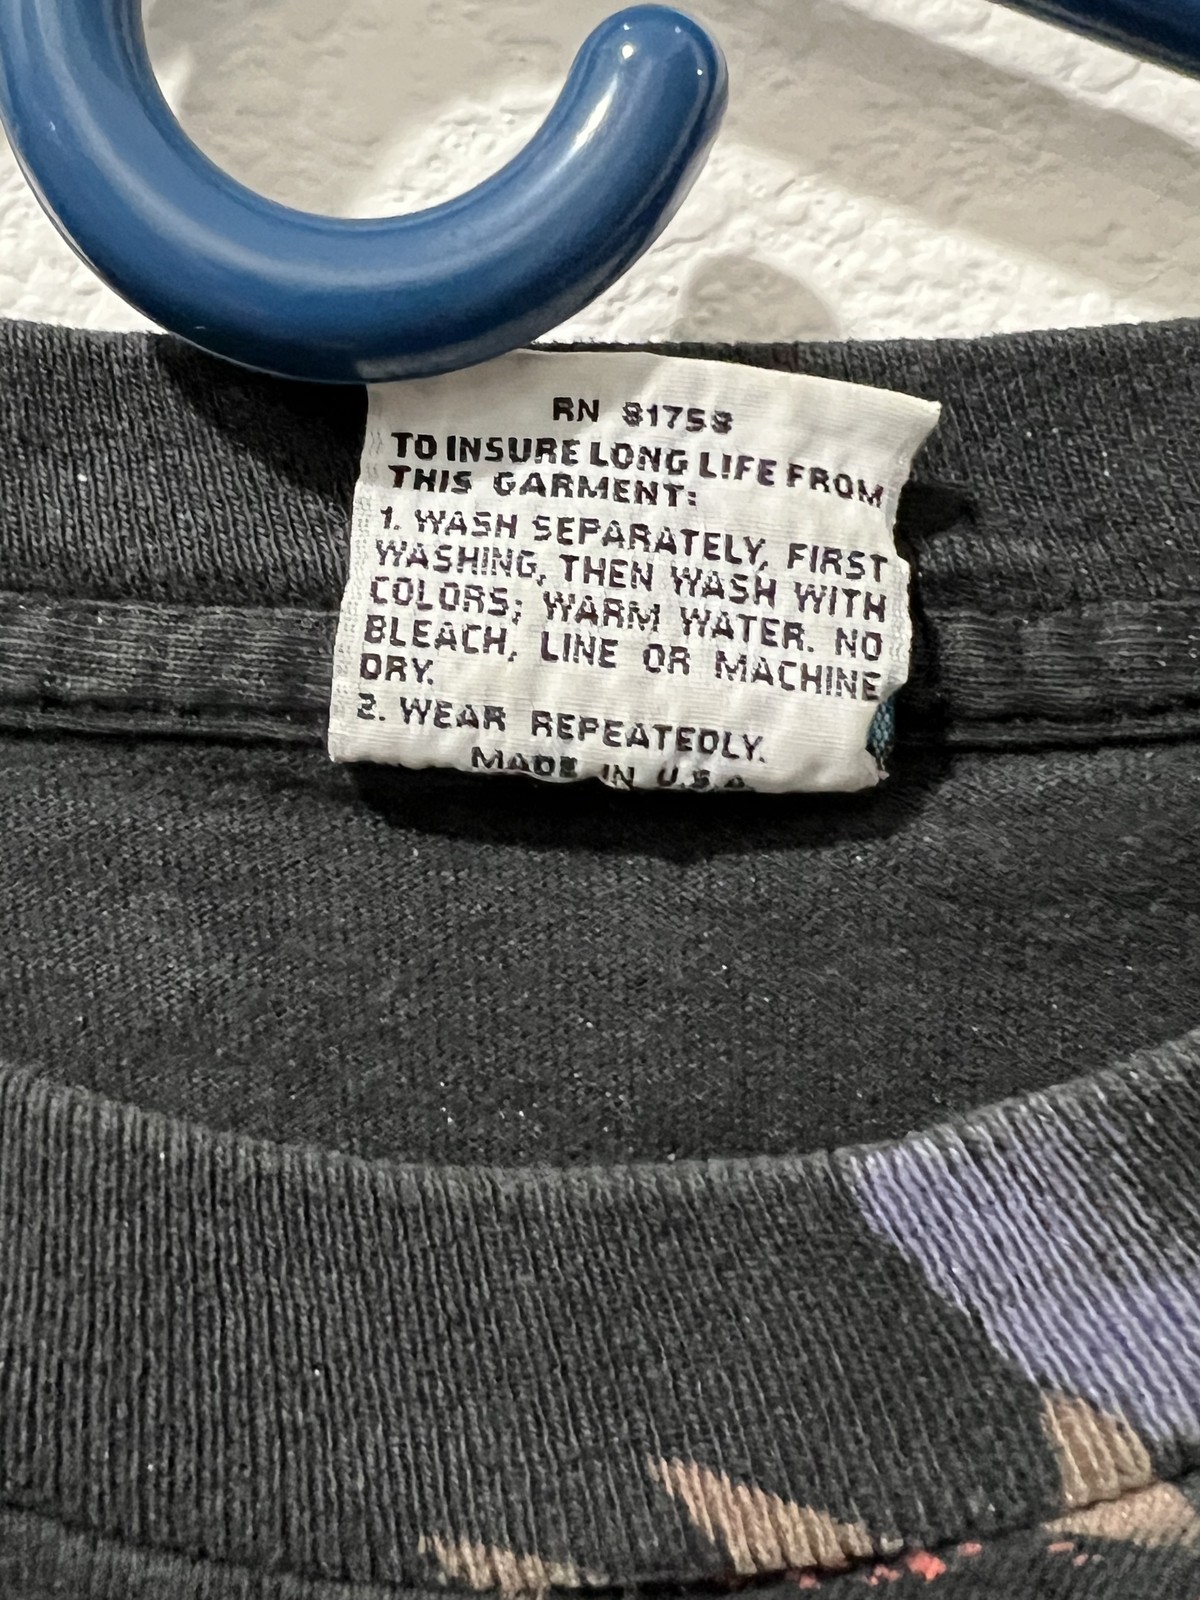 RN 81758
TO INSURE LONG LIFE FROM
THIS GARMENT:
1. WASH SEPARATELY, FIRST
WASHING, THEN WASH WITH
COLORS; WARM WATER. NO
BLEACH, LINE OR MACHINE
DRY.
2. WEAR REPEATEDLY.
MADE IN U.S.A.